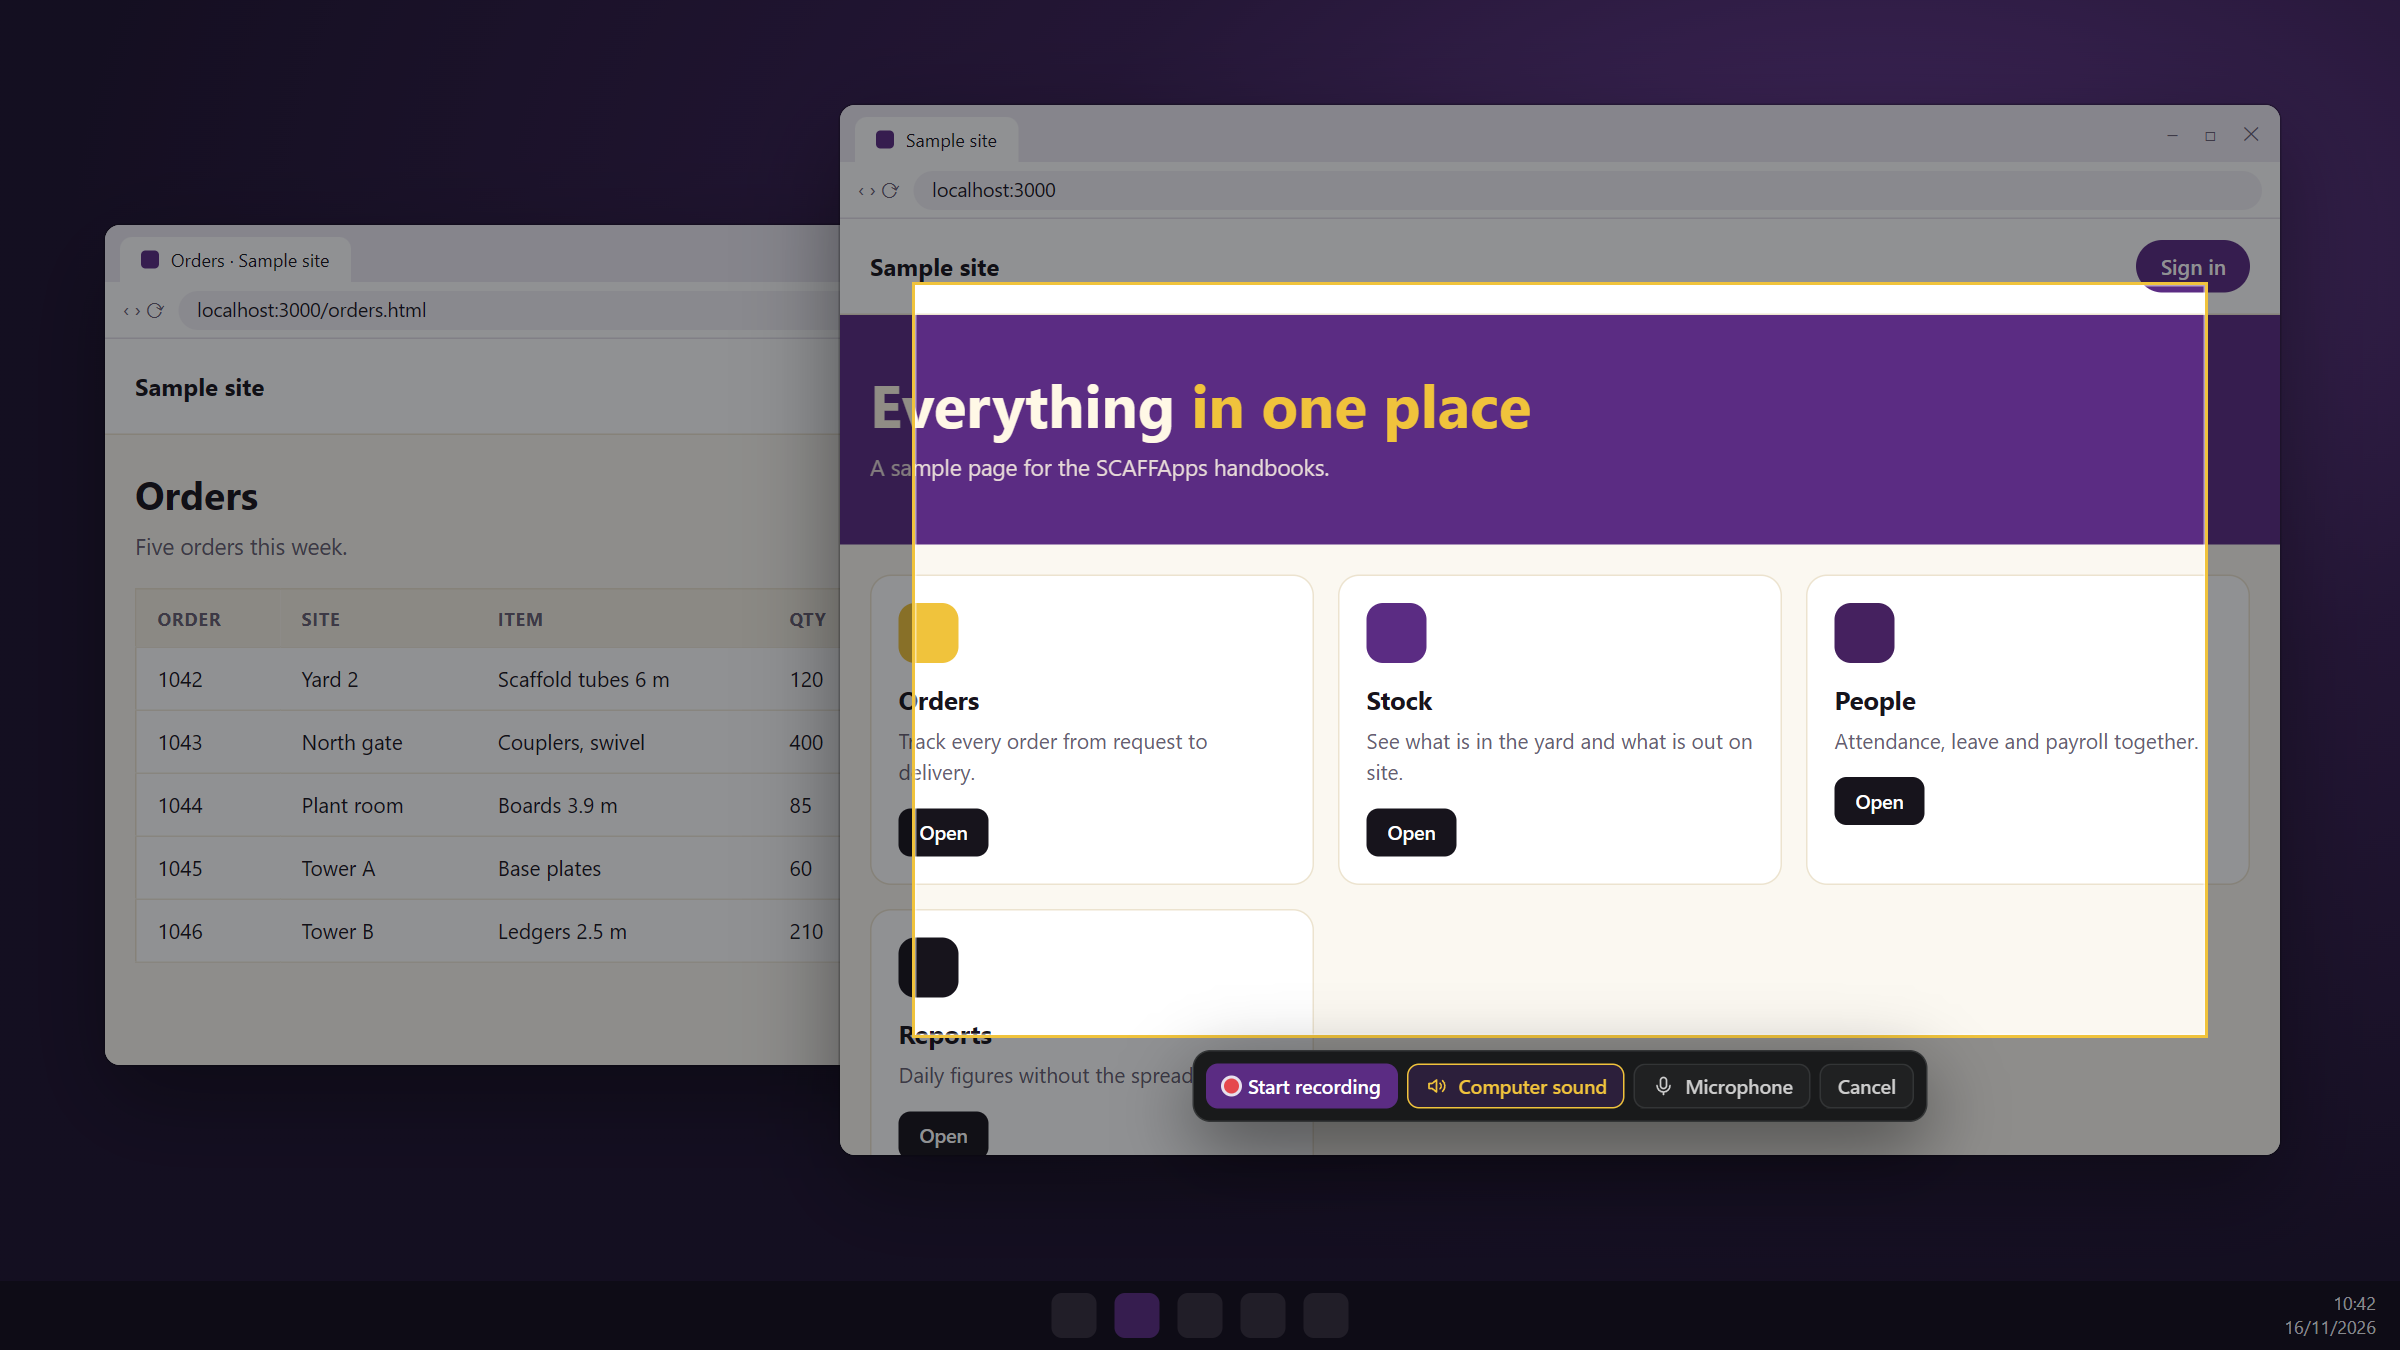 Orders · Sample site
localhost:3000/orders.html
Sample site
Orders
Five orders this week.
ORDER SITE ITEM QTY
1042 Yard 2 Scaffold tubes 6 m 120
1043 North gate Couplers, swivel 400
1044 Plant room Boards 3.9 m 85
1045 Tower A Base plates 60
1046 Tower B Ledgers 2.5 m 210
Sample site
localhost:3000
Sample site
Sign in
Everything in one place
A sample page for the SCAFFApps handbooks.
Orders
Track every order from request to
delivery.
Open
Stock
See what is in the yard and what is out on
site.
Open
People
Attendance, leave and payroll together.
Open
Reports
Daily figures without the spread
Open
Start recording
Computer sound
Microphone
Cancel
10:42
16/11/2026